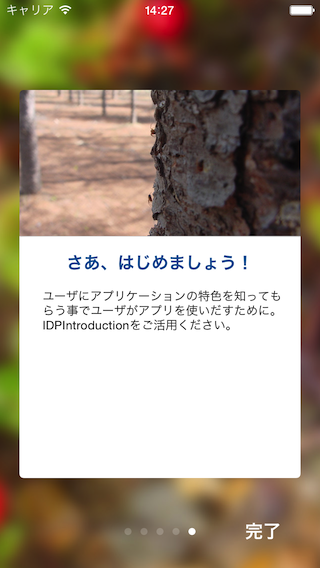 キャリア 14:27
さあ、はじめましょう！
ユーザにアプリケーションの特色を知っても
らう事でユーザがアプリを使いだすために。
IDPIntroductionをご活用ください。
完了